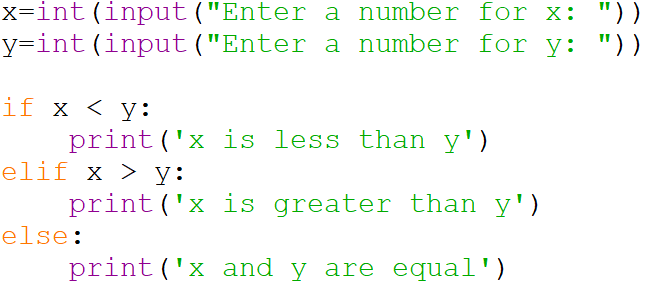 x=int(input("Enter a number for x: "))
y=int(input("Enter a number for y: "))
if x < y:
    print('x is less than y')
elif x > y:
    print('x is greater than y')
else:
    print('x and y are equal')